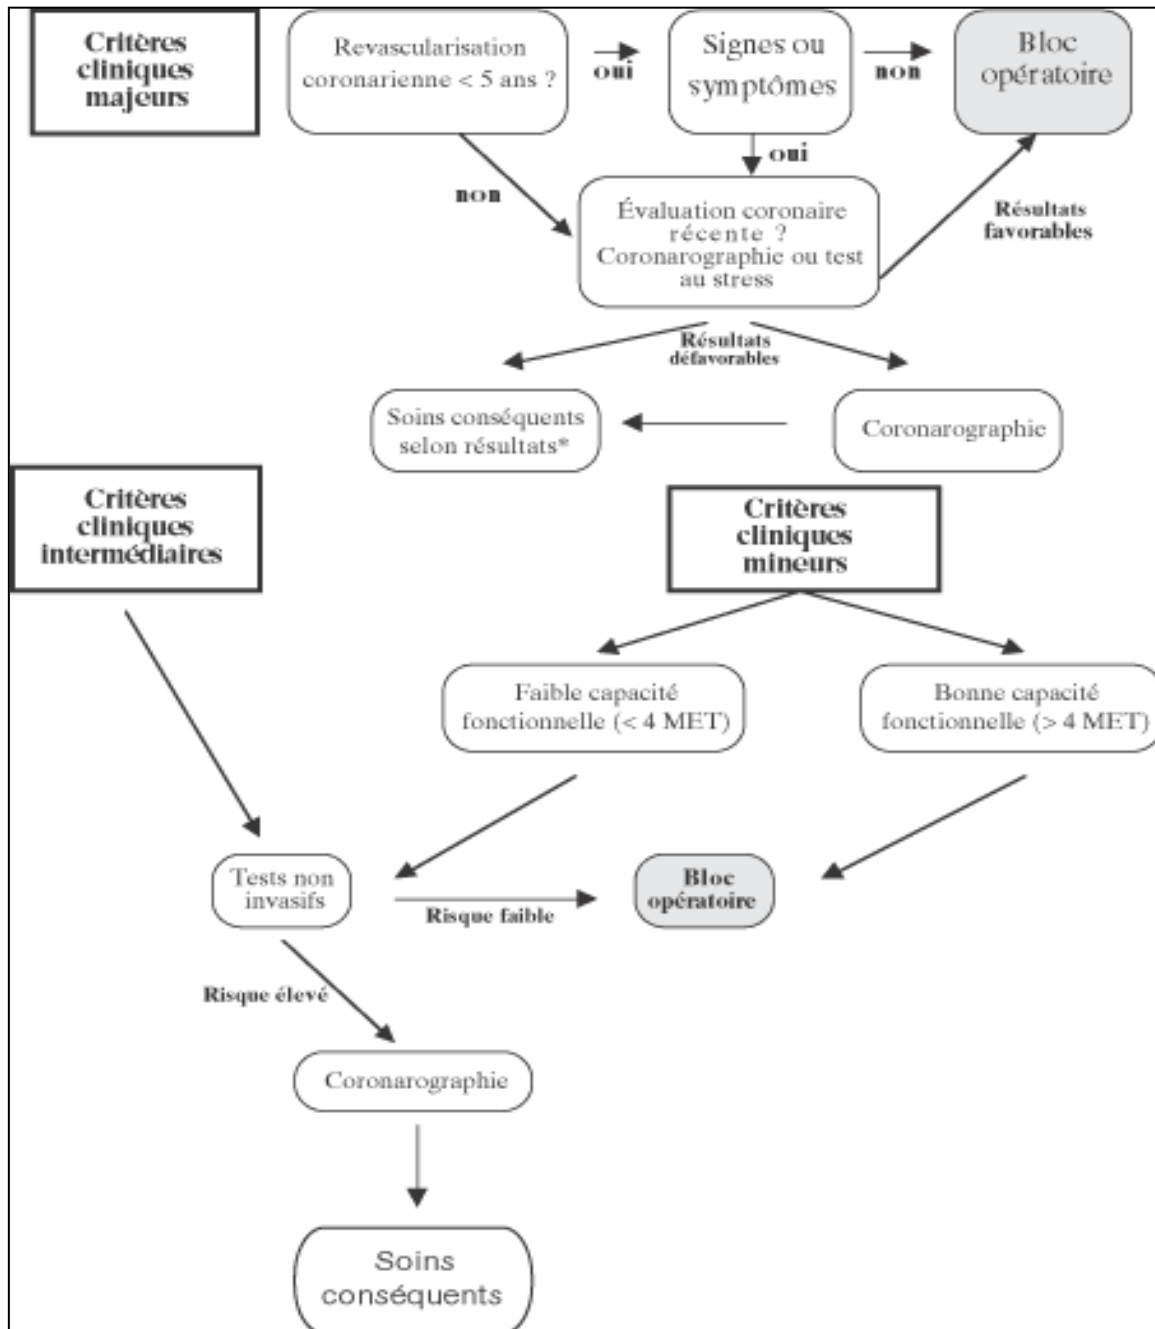 Critères
cliniques
majeurs
Revascularisation
coronarienne < 5 ans ?
oui
Signes ou
symptômes
non
Bloc
opératoire
oui
non
Évaluation coronaire
récente ?
Coronarographie ou test
au stress
Résultats
favorables
Résultats
défavorables
Soins conséquents
selon résultats*
Coronarographie
Critères
cliniques
intermédiaires
Critères
cliniques
mineurs
Faible capacité
fonctionnelle (< 4 MET)
Bonne capacité
fonctionnelle (> 4 MET)
Tests non
invasifs
Risque faible
Bloc
opératoire
Risque élevé
Coronarographie
Soins
conséquents